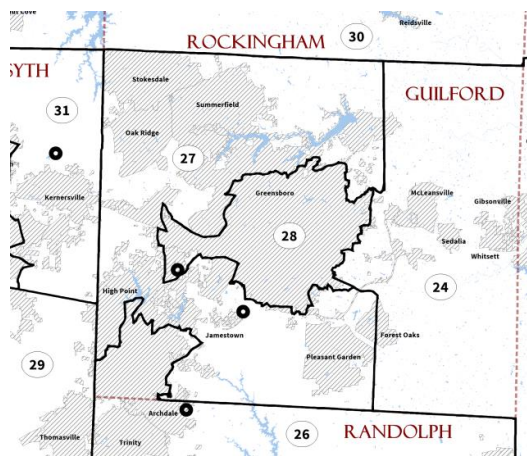 Reidsville
30
ROCKINGHAM
SYTH
Stokesdale
GUILFORD
Summerfield
31
Oak Ridge
27
McLeansville
Kernersville
Greensboro
Gibsonville
28
Sedalia
Whitsett
High Point
24
Jamestown
Forest Oaks
Pleasant Garden
29
Archdale
26
RANDOLPH
Thomasville
Trinity